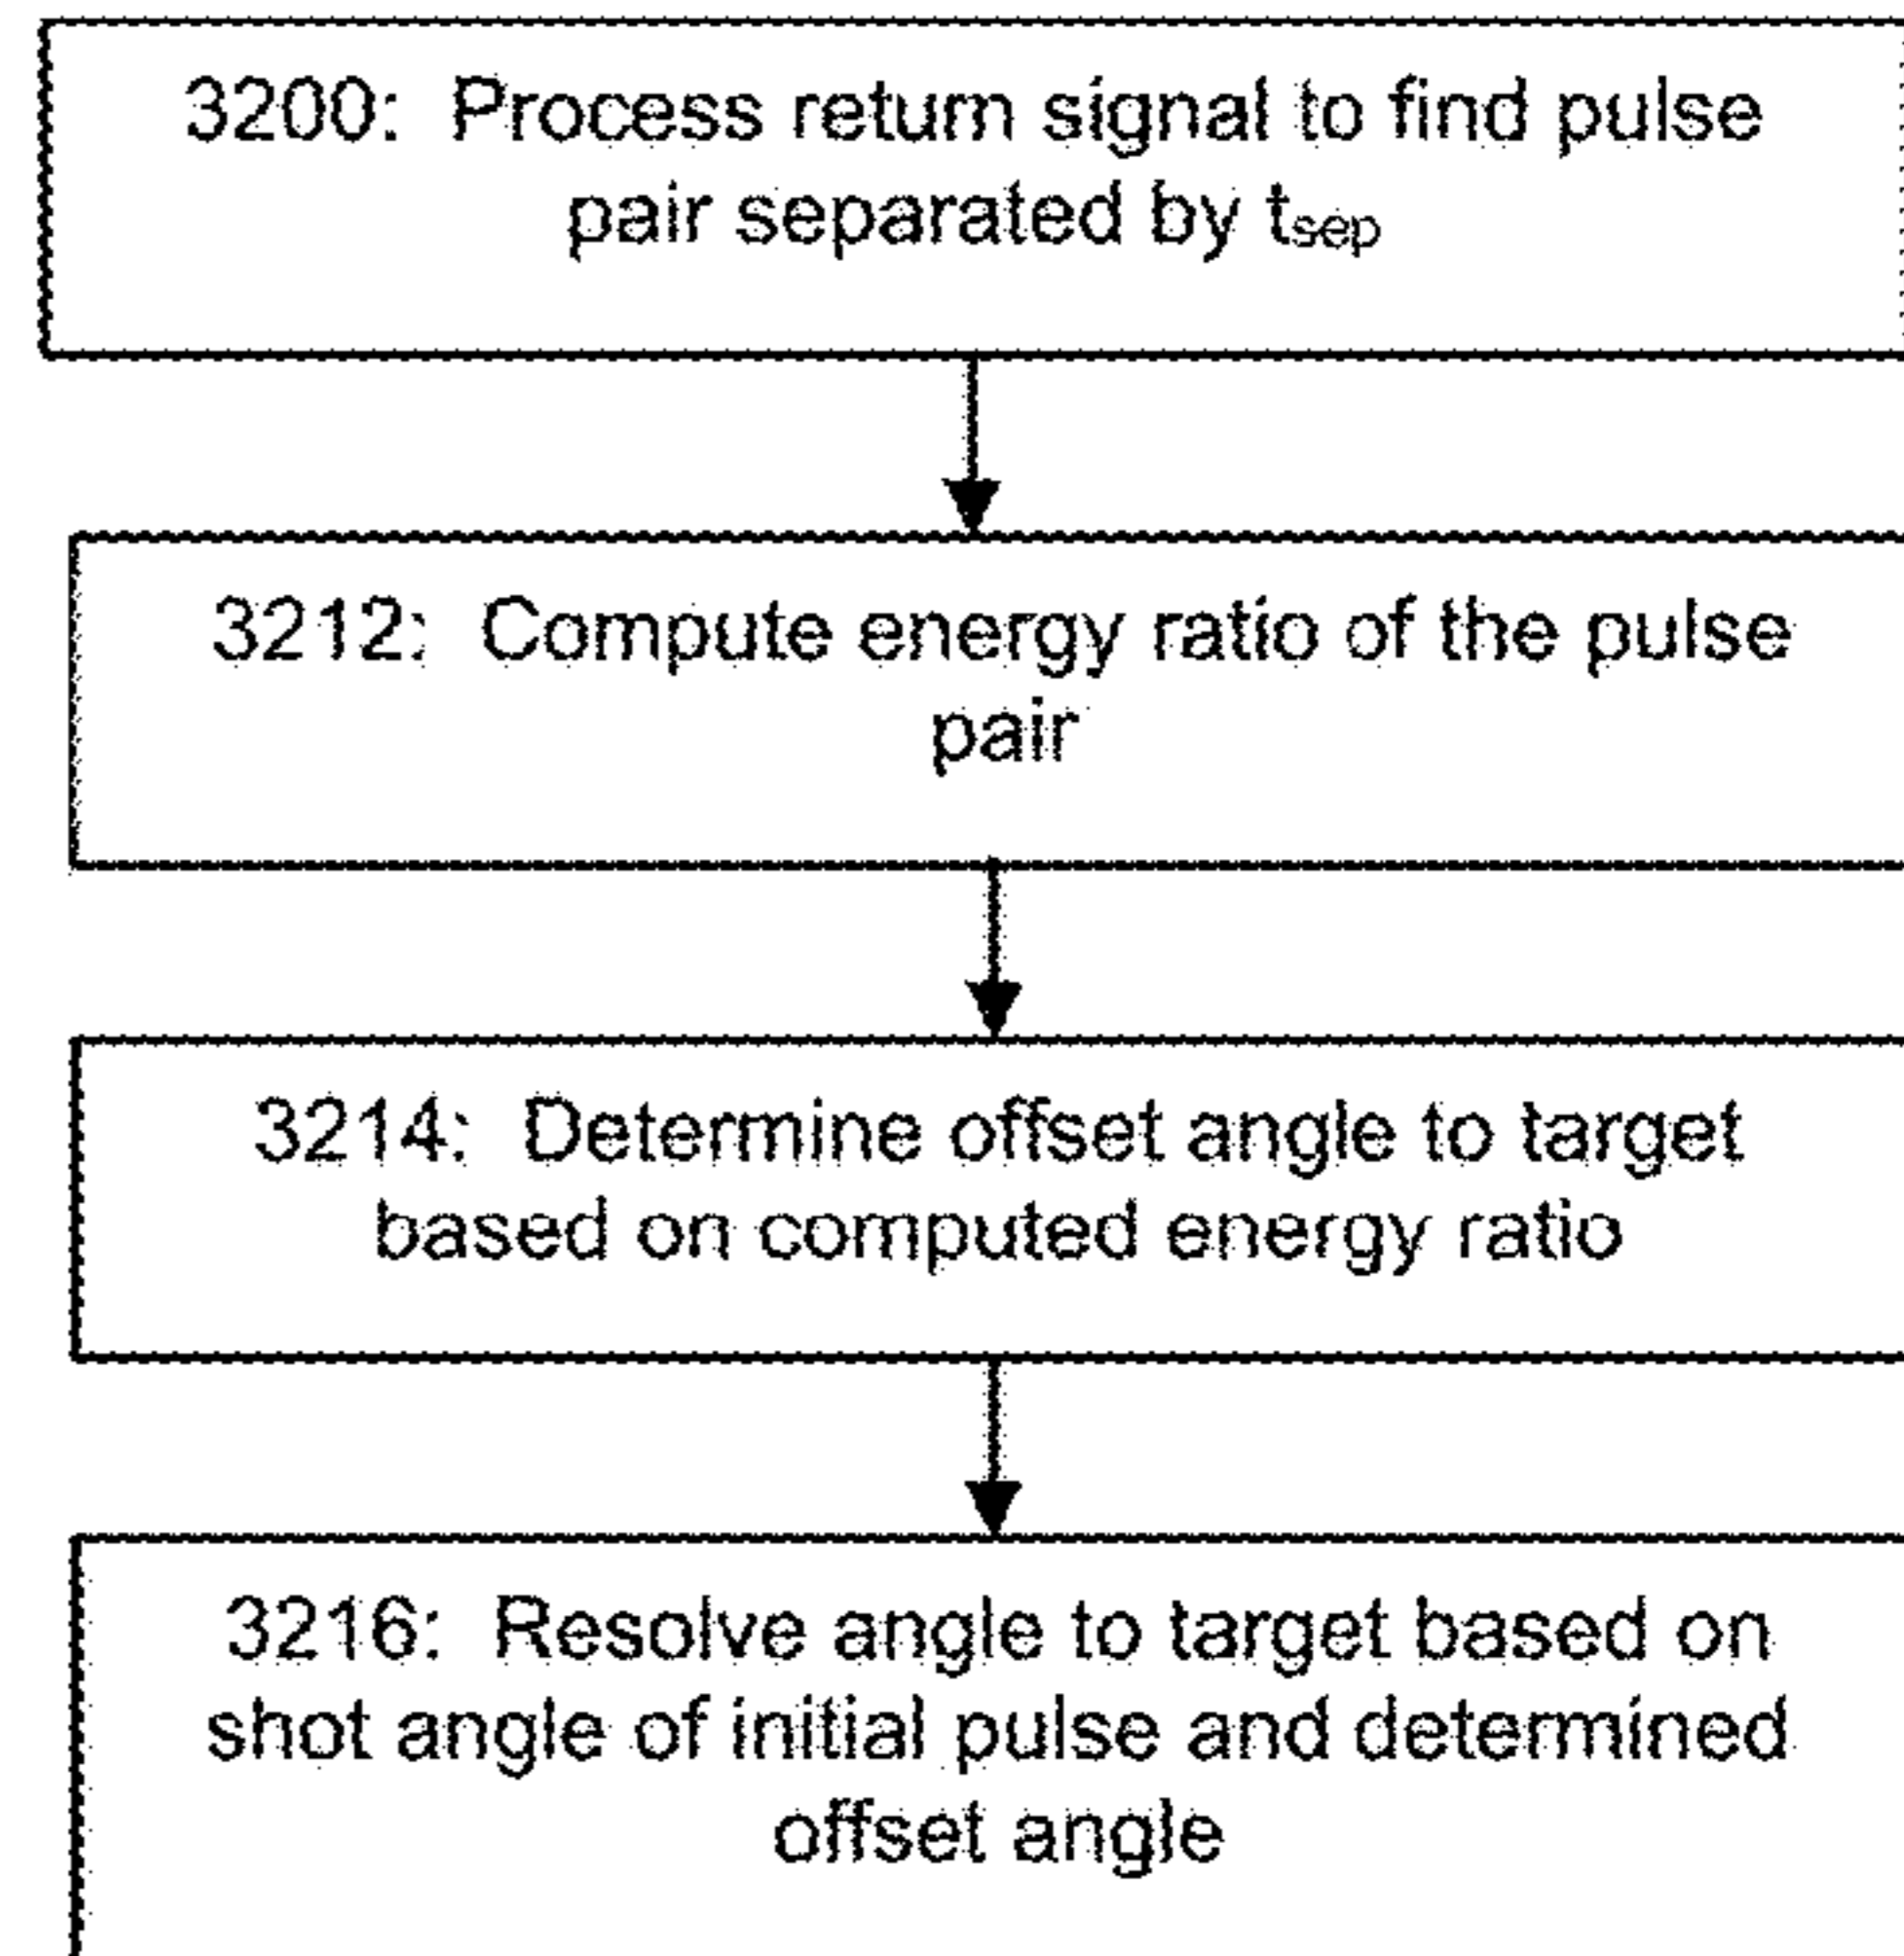 3200: Process return signal to find pulse
pair separated by tsep
3212: Compute energy ratio of the pulse
pair
3214: Determine offset angle to target
based on computed energy ratio
3216: Resolve angle to target based on
shot angle of initial pulse and determined
offset angle